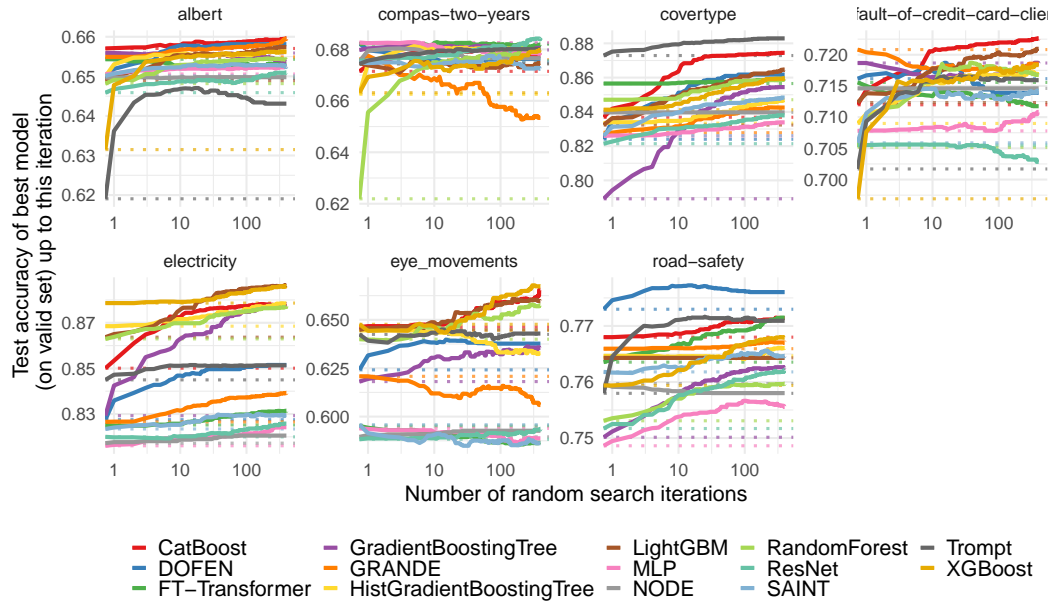 albert
compas-two-years
covertype
fault-of-credit-card-clien
0.66
0.65
0.64
0.63
0.62
1
10
100
0.68
0.66
0.64
0.62
1
10
100
0.88
0.86
0.84
0.82
0.80
1
10
100
0.720
0.715
0.710
0.705
0.700
1
10
100
electricity
eye_movements
road-safety
0.87
0.85
0.83
1
10
100
0.650
0.625
0.600
1
10
100
0.77
0.76
0.75
1
10
100
Test accuracy of best model
(on valid set) up to this iteration
Number of random search iterations
CatBoost
DOFEN
FT-Transformer
GradientBoostingTree
GRANDE
HistGradientBoostingTree
LightGBM
MLP
NODE
RandomForest
ResNet
SAINT
Trompt
XGBoost